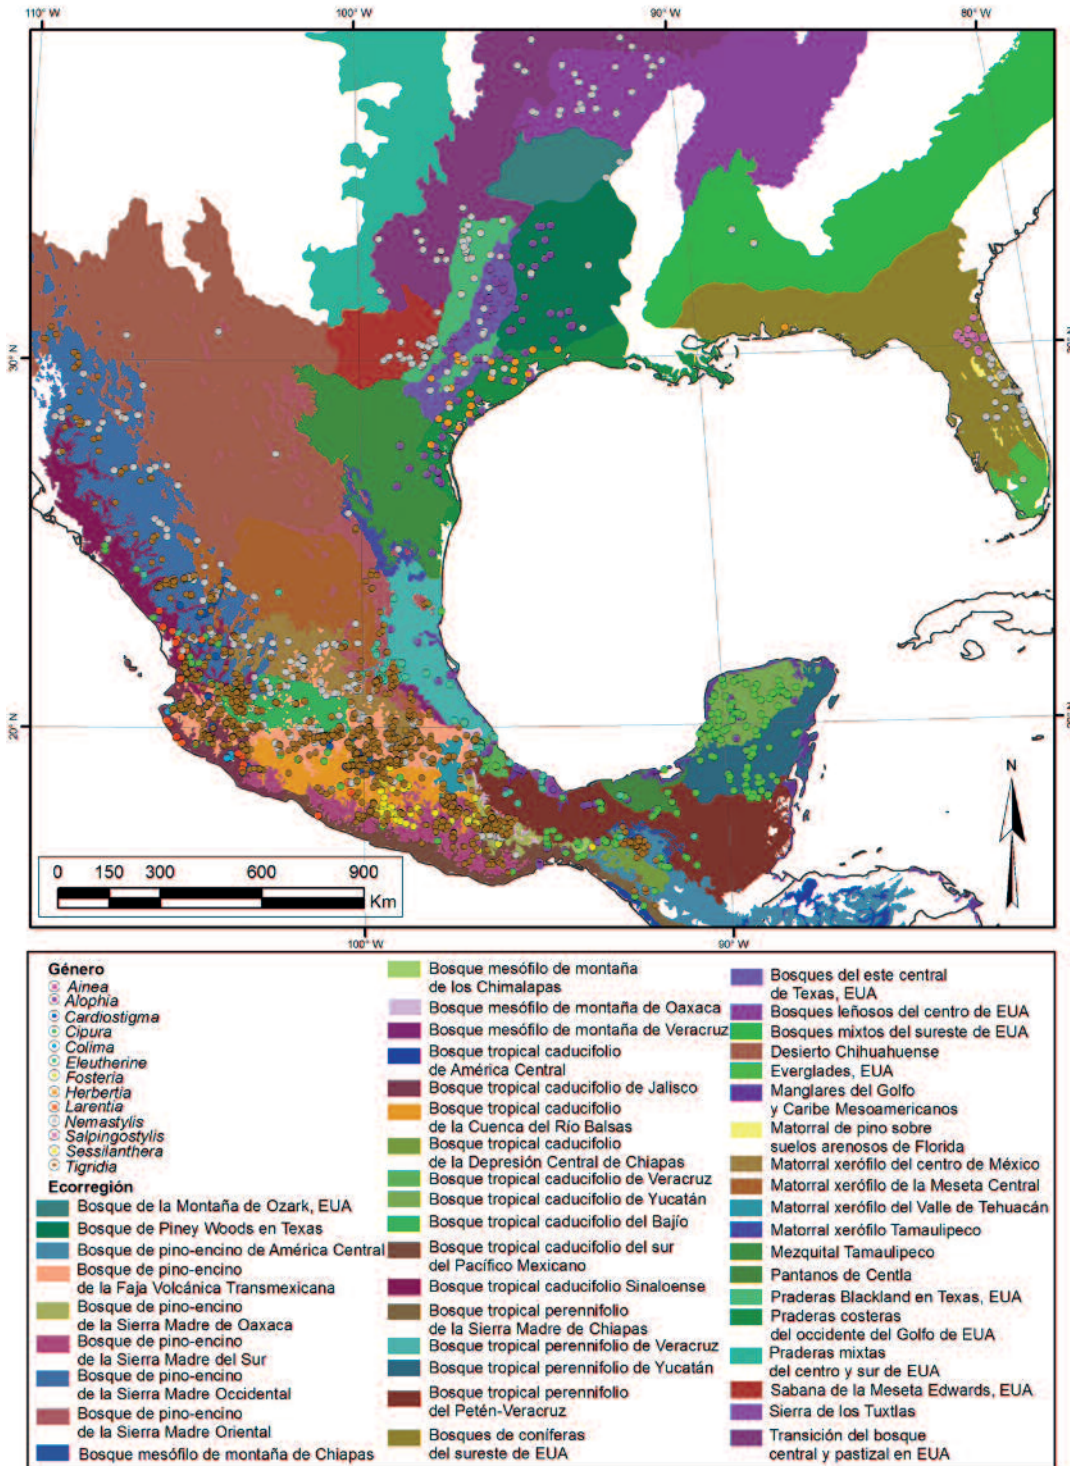 110° W
100° W
90° W
80° W
30° N
30° N
20° N
20° N
N
0
150
300
600
900
Km
100° W
90° W
Género
Ainea
Alophia
Cardiostigma
Cipura
Colima
Eleutherine
Fosteria
Herbertia
Larentia
Nemastylis
Salpingostylis
Sessilanthera
Tigridia
Ecorregión
Bosque de la Montaña de Ozark, EUA
Bosque de Piney Woods en Texas
Bosque de pino-encino de América Central
Bosque de pino-encino
de la Faja Volcánica Transmexicana
Bosque de pino-encino
de la Sierra Madre de Oaxaca
Bosque de pino-encino
de la Sierra Madre del Sur
Bosque de pino-encino
de la Sierra Madre Occidental
Bosque de pino-encino
de la Sierra Madre Oriental
Bosque mesófilo de montaña de Chiapas
Bosque mesófilo de montaña
de los Chimalapas
Bosque mesófilo de montaña de Oaxaca
Bosque mesófilo de montaña de Veracruz
Bosque tropical caducifolio
de América Central
Bosque tropical caducifolio de Jalisco
Bosque tropical caducifolio
de la Cuenca del Río Balsas
Bosque tropical caducifolio
de la Depresión Central de Chiapas
Bosque tropical caducifolio de Veracruz
Bosque tropical caducifolio de Yucatán
Bosque tropical caducifolio del Bajío
Bosque tropical caducifolio del sur
del Pacífico Mexicano
Bosque tropical caducifolio Sinaloense
Bosque tropical perennifolio
de la Sierra Madre de Chiapas
Bosque tropical perennifolio de Veracruz
Bosque tropical perennifolio de Yucatán
Bosque tropical perennifolio
del Petén-Veracruz
Bosques de coníferas
del sureste de EUA
Bosques del este central
de Texas, EUA
Bosques leñosos del centro de EUA
Bosques mixtos del sureste de EUA
Desierto Chihuahuense
Everglades, EUA
Manglares del Golfo
y Caribe Mesoamericanos
Matorral de pino sobre
suelos arenosos de Florida
Matorral xerófilo del centro de México
Matorral xerófilo de la Meseta Central
Matorral xerófilo del Valle de Tehuacán
Matorral xerófilo Tamaulipeco
Mezquital Tamaulipeco
Pantanos de Centla
Praderas Blackland en Texas, EUA
Praderas costeras
del occidente del Golfo de EUA
Praderas mixtas
del centro y sur de EUA
Sabana de la Meseta Edwards, EUA
Sierra de los Tuxtlas
Transición del bosque
central y pastizal en EUA